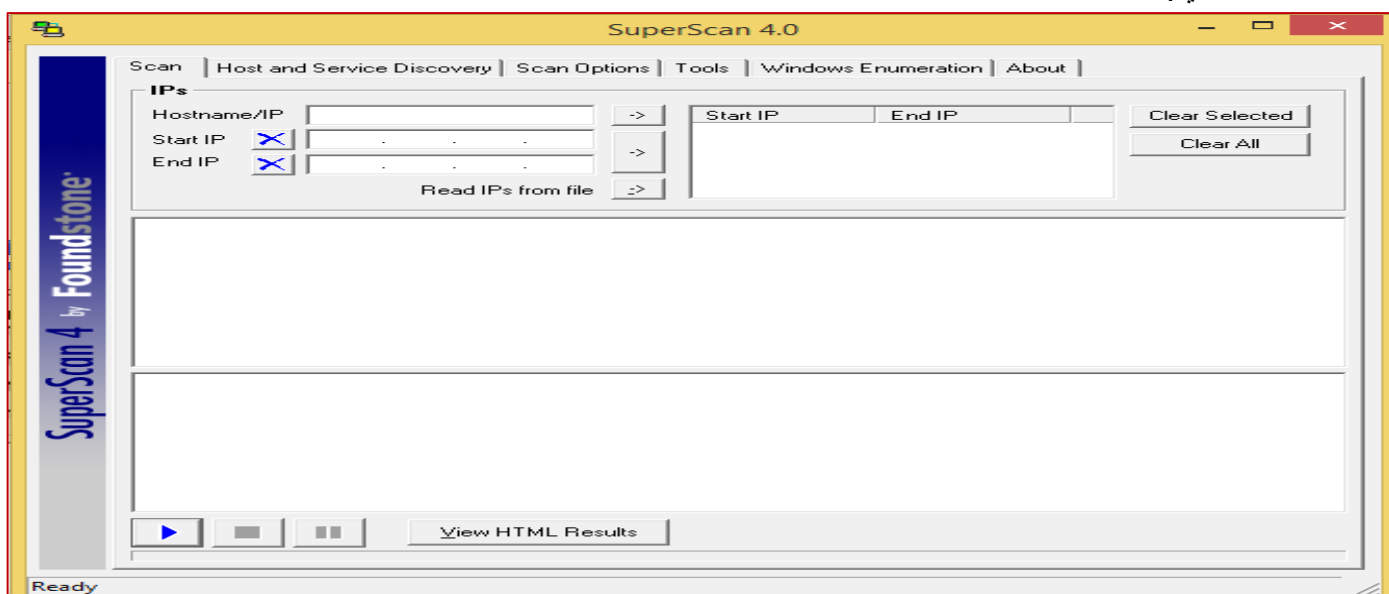 SuperScan 4.0
Scan Host and Service Discovery Scan Options Tools Windows Enumeration About
IPs
Hostname/IP -> Start IP End IP Clear Selected
Start IP Clear All
->
End IP
Read IPs from file ->
SuperScan 4 by Foundstone
View HTML Results
Ready